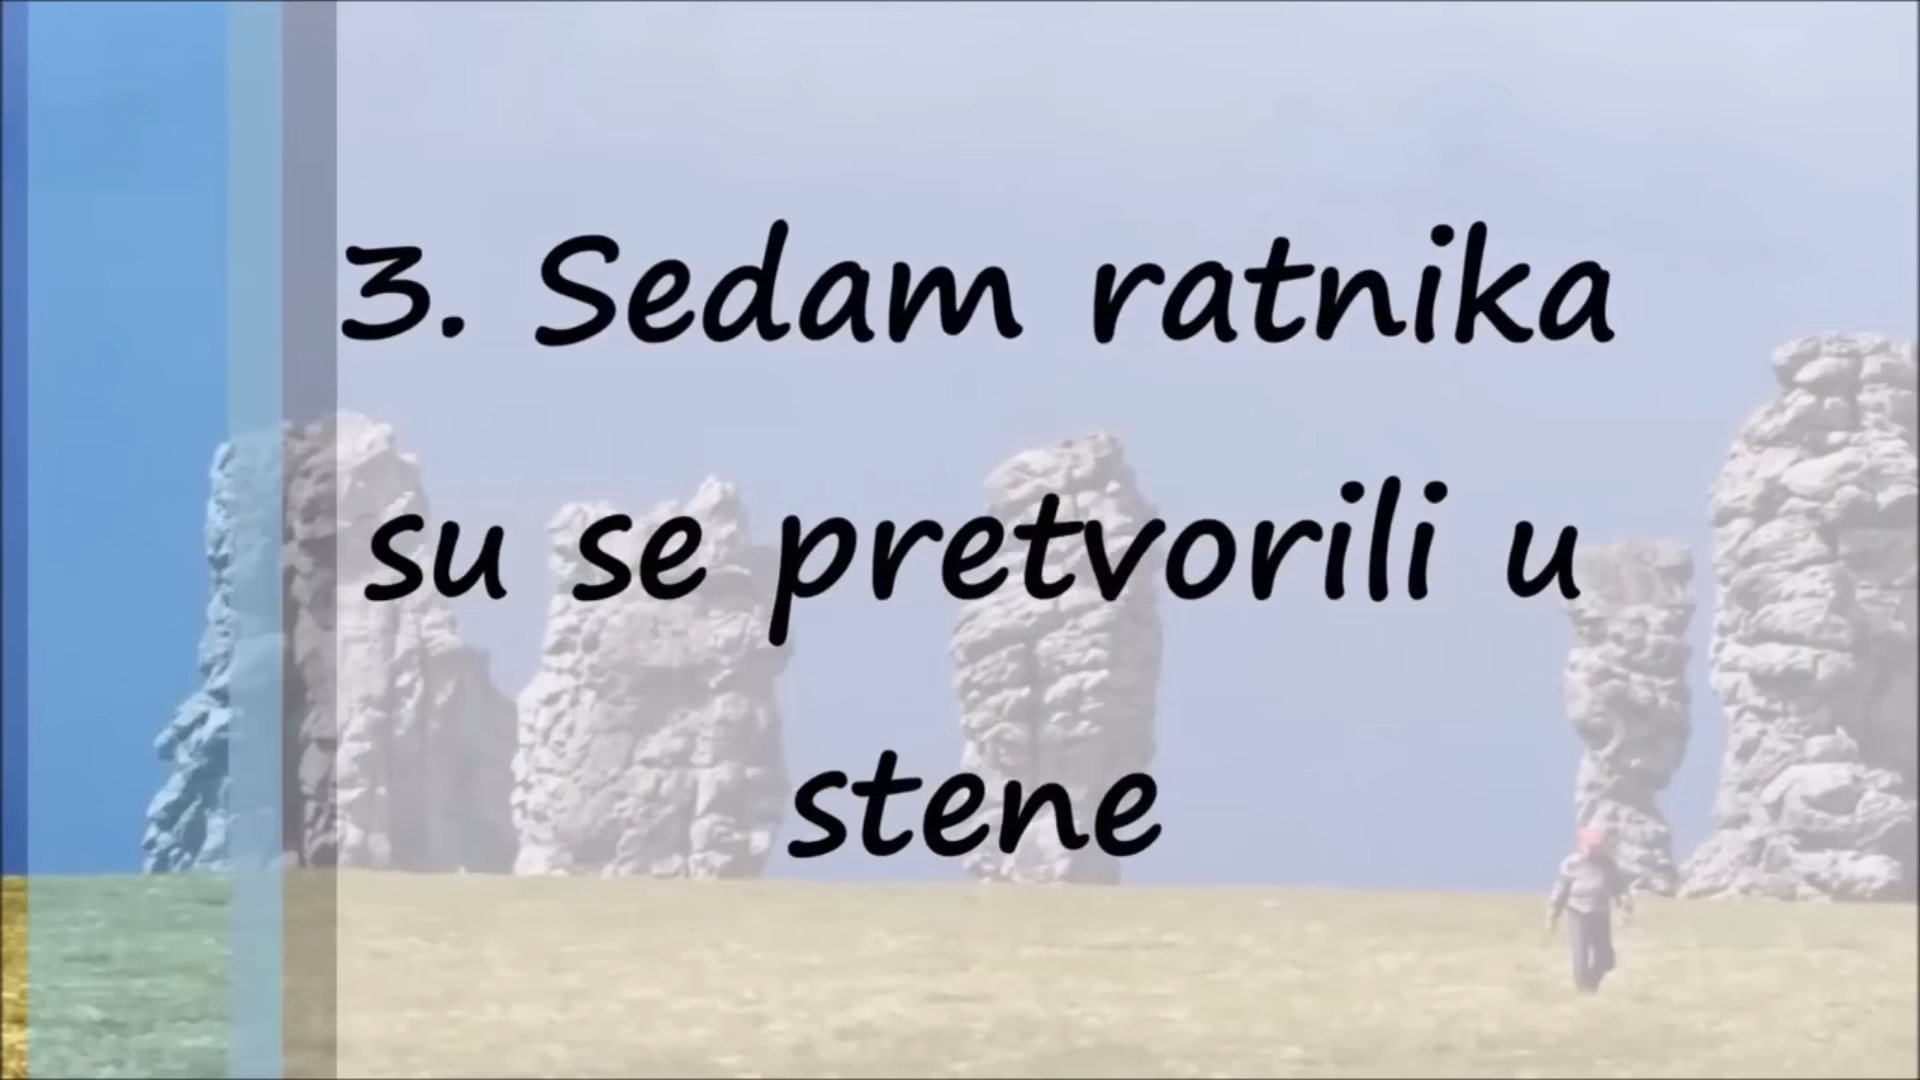 3. Sedam ratnika
su se pretvorili u
stene